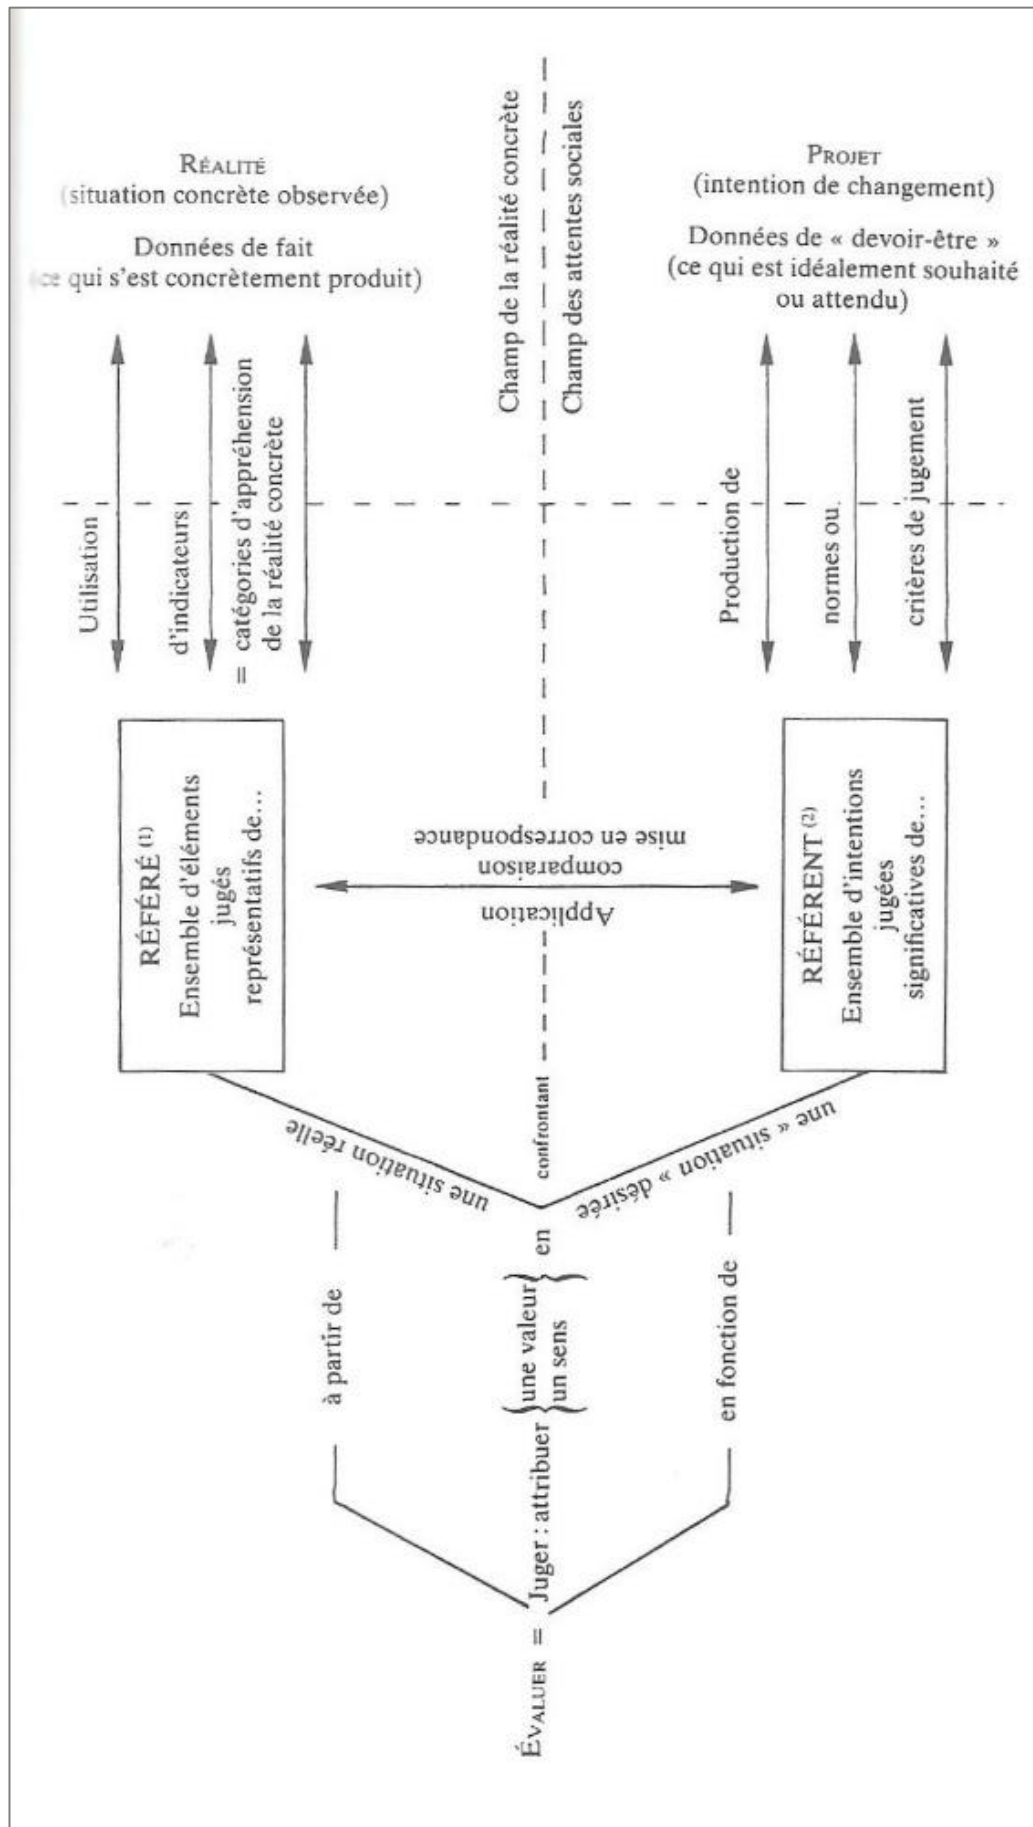 RÉALITÉ
(situation concrète observée)
Données de fait
(ce qui s'est concrètement produit)
Champ de la réalité concrète
Champ des attentes sociales
PROJET
(intention de changement)
Données de « devoir-être »
(ce qui est idéalement souhaité
ou attendu)
Utilisation
d'indicateurs
= catégories d'appréhension
de la réalité concrète
Production de
normes ou
critères de jugement
RÉFÉRÉ (1)
Ensemble d'éléments
jugés
représentatifs de…
Application
comparaison
mise en correspondance
RÉFÉRENT (2)
Ensemble d'intentions
jugées
significatives de…
une situation réelle
confrontant
une « situation » désirée
à partir de
en
une valeur
un sens
en fonction de
Juger : attribuer
ÉVALUER =